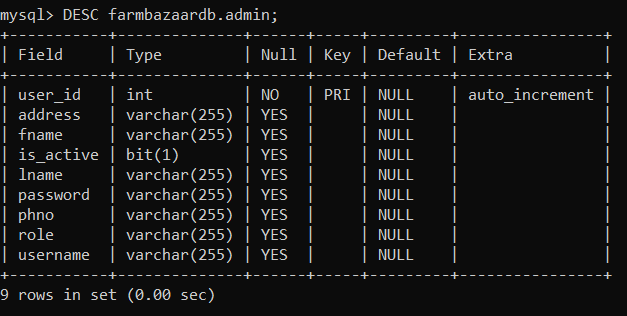 mysql> DESC farmbazaardb.admin;
+-----------+--------------+------+-----+---------+----------------+
| Field     | Type         | Null | Key | Default | Extra          |
+-----------+--------------+------+-----+---------+----------------+
| user_id   | int          | NO   | PRI | NULL    | auto_increment |
| address   | varchar(255) | YES  |     | NULL    |                |
| fname     | varchar(255) | YES  |     | NULL    |                |
| is_active | bit(1)       | YES  |     | NULL    |                |
| lname     | varchar(255) | YES  |     | NULL    |                |
| password  | varchar(255) | YES  |     | NULL    |                |
| phno      | varchar(255) | YES  |     | NULL    |                |
| role      | varchar(255) | YES  |     | NULL    |                |
| username  | varchar(255) | YES  |     | NULL    |                |
+-----------+--------------+------+-----+---------+----------------+
9 rows in set (0.00 sec)